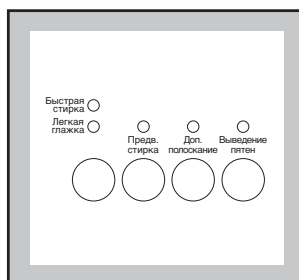 Быстрая
стирка
Легкая
глажка
Предв.
стирка
Доп.
полоскание
Выведение
пятен